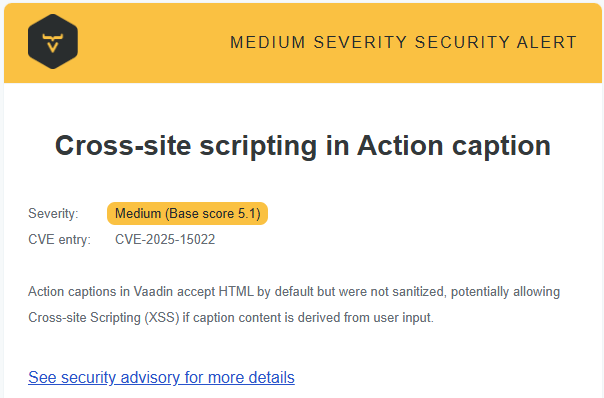 MEDIUM SEVERITY SECURITY ALERT
Cross-site scripting in Action caption
Severity: Medium (Base score 5.1)
CVE entry: CVE-2025-15022
Action captions in Vaadin accept HTML by default but were not sanitized, potentially allowing
Cross-site Scripting (XSS) if caption content is derived from user input.
See security advisory for more details